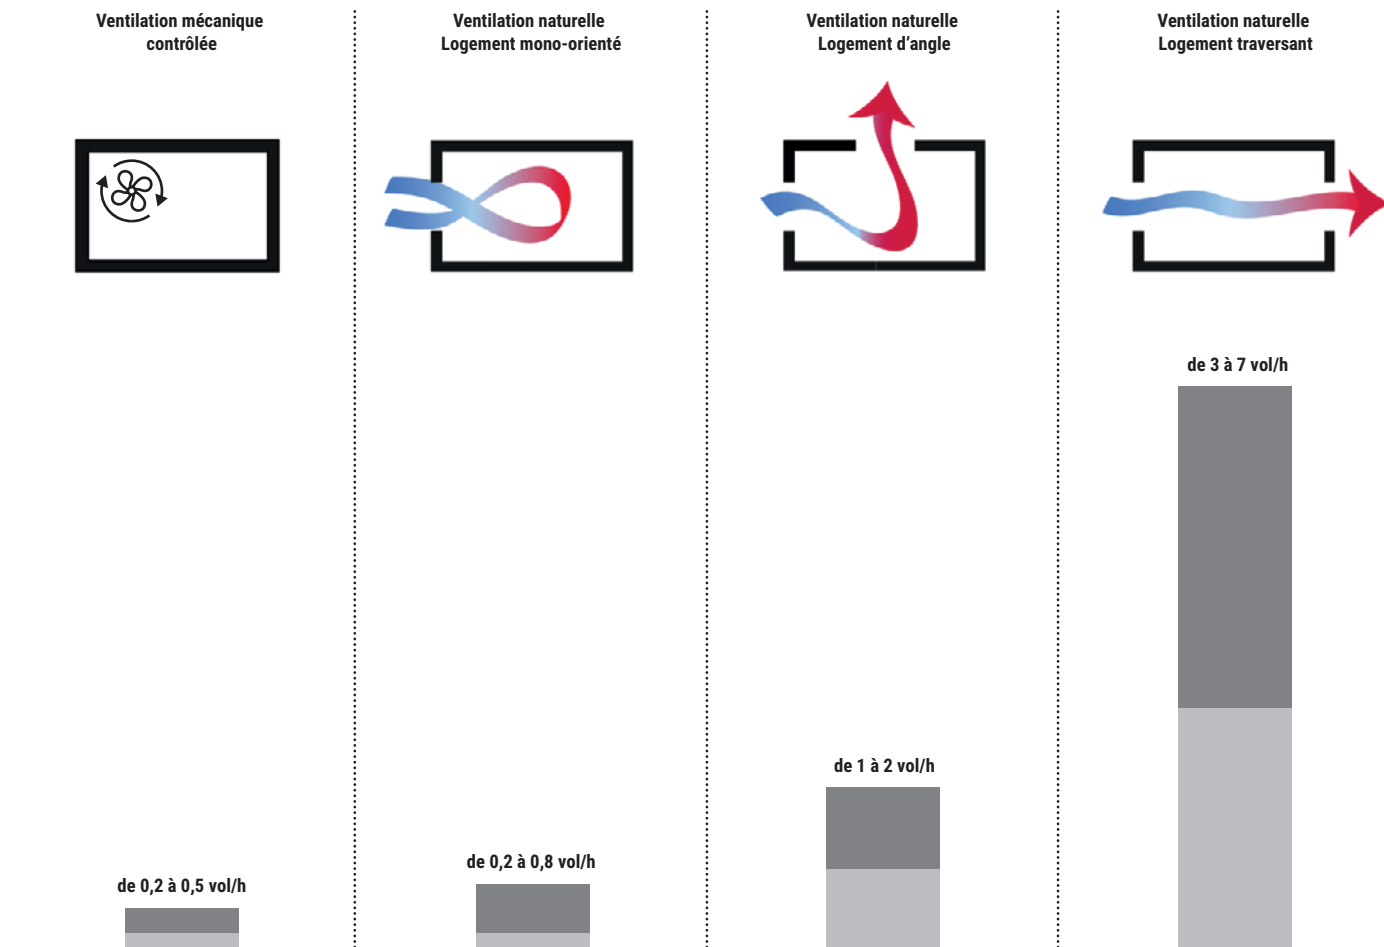 Ventilation mécanique
contrôlée
Ventilation naturelle
Logement mono-orienté
Ventilation naturelle
Logement d’angle
Ventilation naturelle
Logement traversant
de 0,2 à 0,5 vol/h
de 0,2 à 0,8 vol/h
de 1 à 2 vol/h
de 3 à 7 vol/h